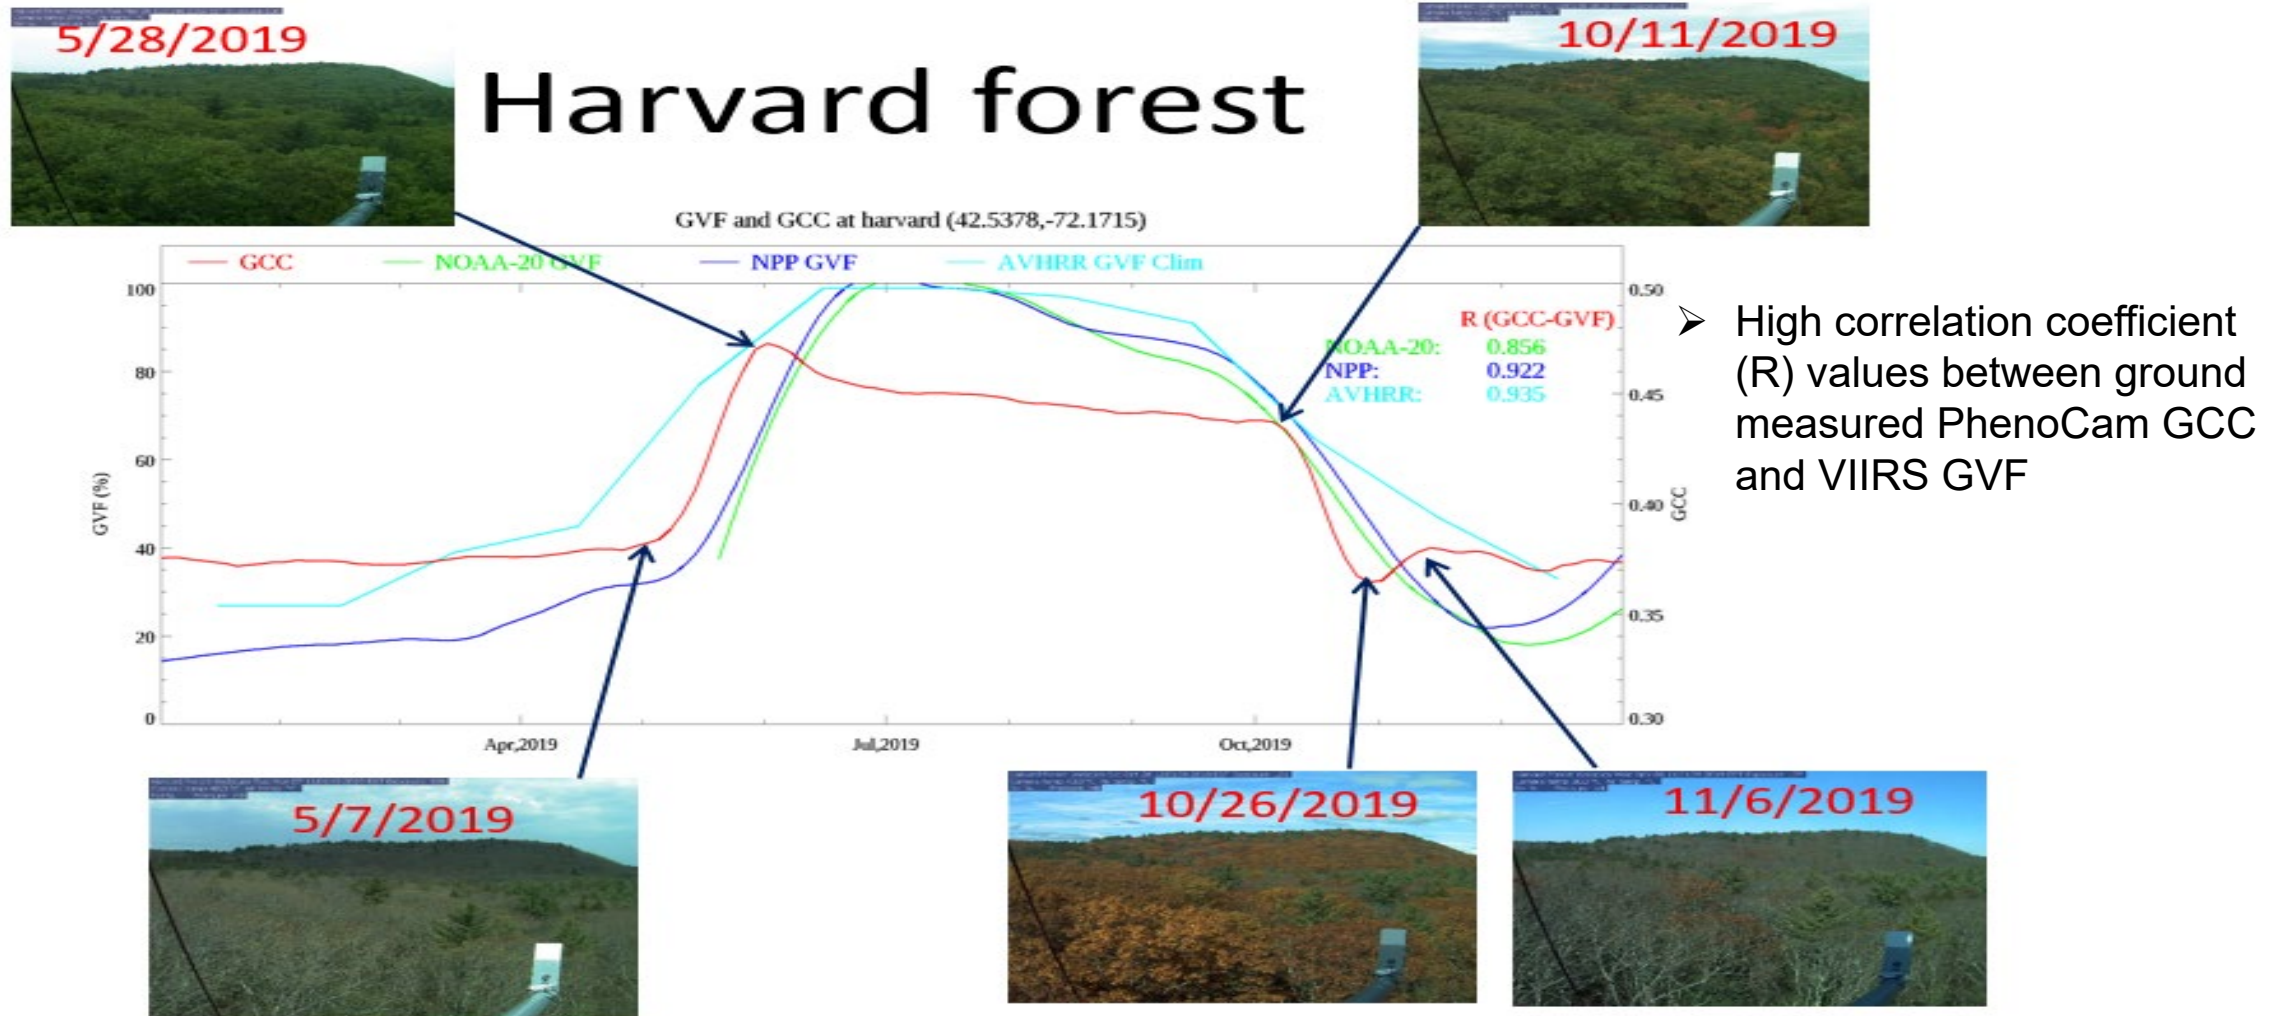 5/28/2019
10/11/2019
Harvard forest
GVF and GCC at harvard (42.5378,-72.1715)
GCC NOAA-20 GVF NPP GVF AVHRR GVF Clim
100
80
60
40
20
0
GVF (%)
0.50
0.45
0.40
0.35
0.30
GCC
R (GCC-GVF)
NOAA-20: 0.856
NPP: 0.922
AVHRR: 0.935
Apr,2019 Jul,2019 Oct,2019
➢ High correlation coefficient
(R) values between ground
measured PhenoCam GCC
and VIIRS GVF
5/7/2019
10/26/2019
11/6/2019